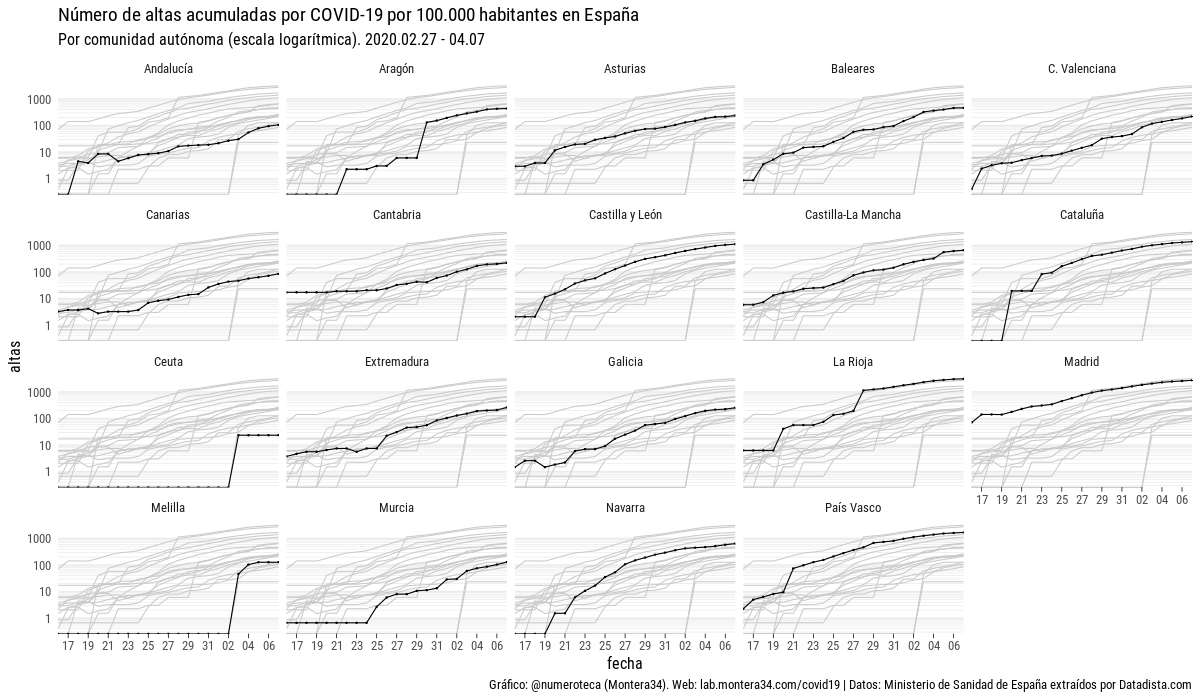 Número de altas acumuladas por COVID-19 por 100.000 habitantes en España
Por comunidad autónoma (escala logarítmica). 2020.02.27 - 04.07
Andalucía Aragón Asturias Baleares C. Valenciana
1000
100
10
1
Canarias Cantabria Castilla y León Castilla-La Mancha Cataluña
1000
100
10
1
altas
Ceuta Extremadura Galicia La Rioja Madrid
1000
100
10
1
17 19 21 23 25 27 29 31 02 04 06
Melilla Murcia Navarra País Vasco
1000
100
10
1
17 19 21 23 25 27 29 31 02 04 06 17 19 21 23 25 27 29 31 02 04 06 17 19 21 23 25 27 29 31 02 04 06 17 19 21 23 25 27 29 31 02 04 06
fecha
Gráfico: @numeroteca (Montera34). Web: lab.montera34.com/covid19 | Datos: Ministerio de Sanidad de España extraídos por Datadista.com